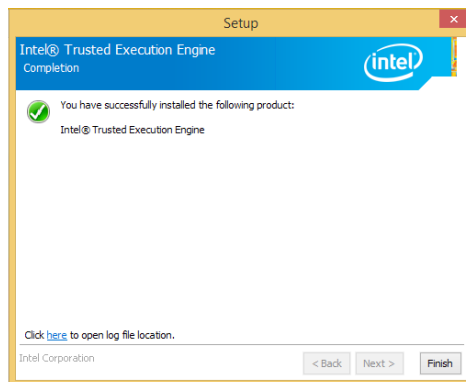 Setup
Intel® Trusted Execution Engine
Completion
intel
You have successfully installed the following product:
Intel® Trusted Execution Engine
Click here to open log file location.
Intel Corporation
< Back
Next >
Finish